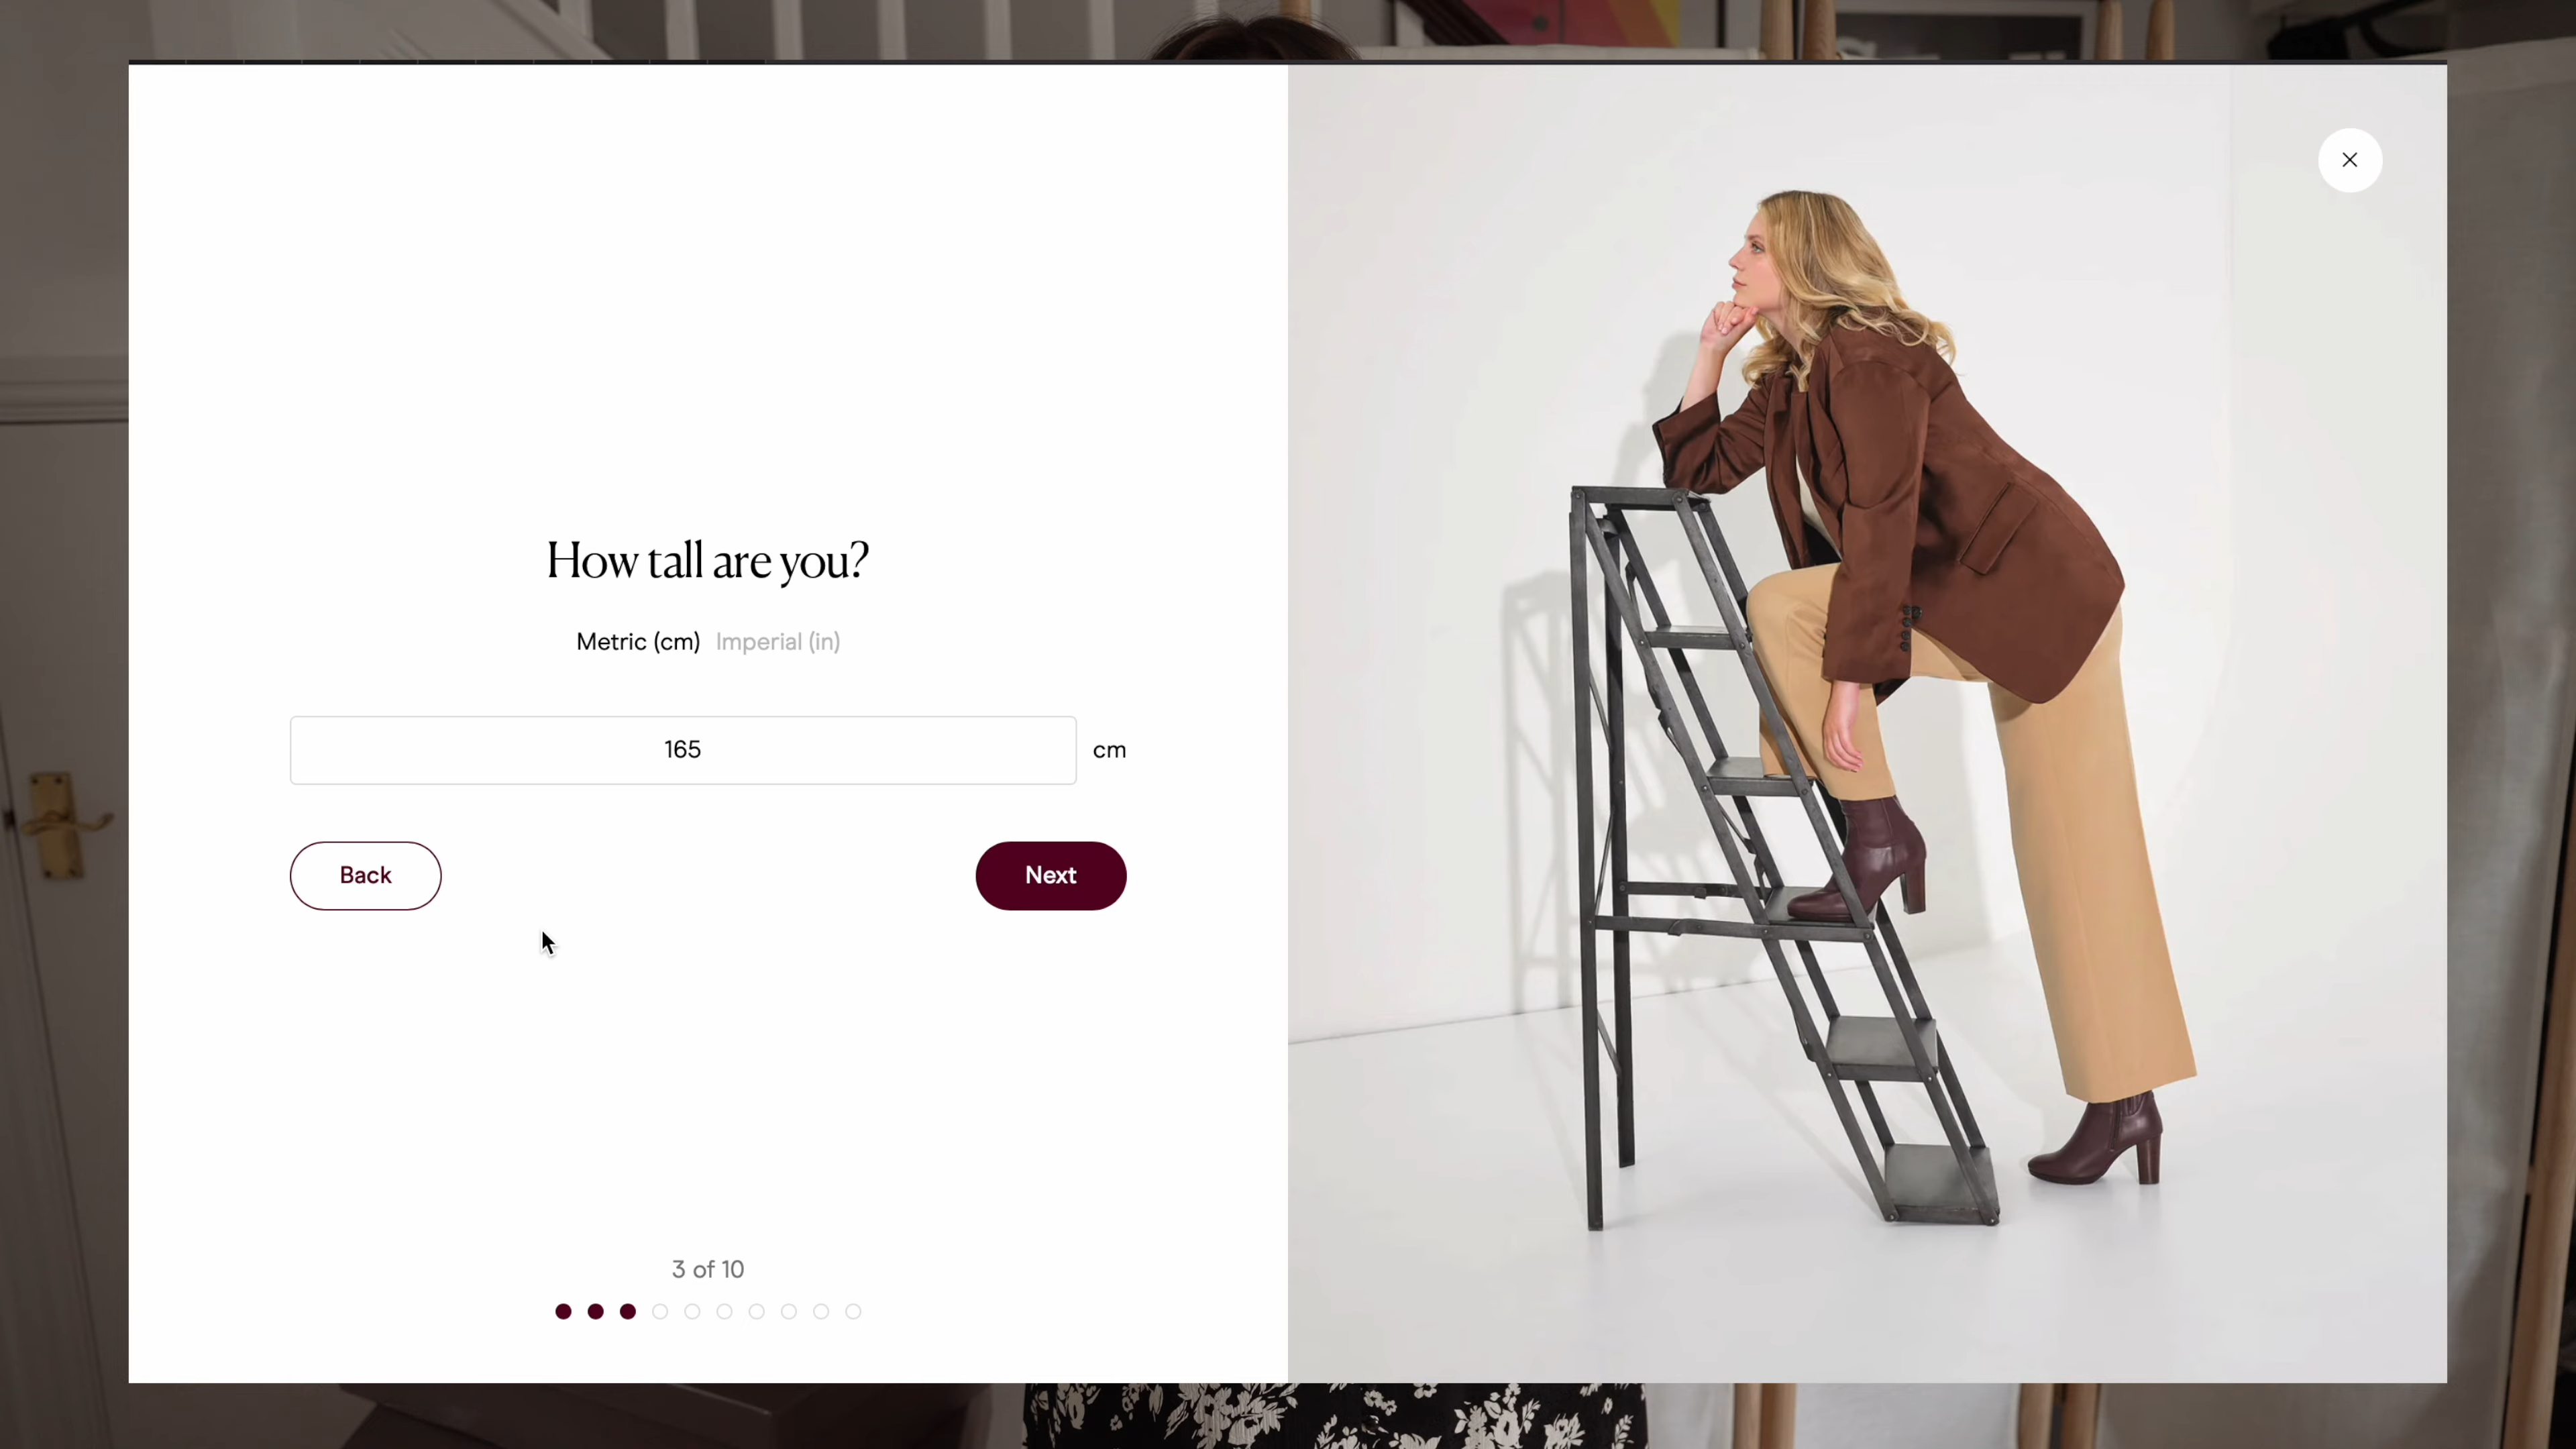 How tall are you?
Metric (cm) Imperial (in)
165 cm
Back Next
3 of 10